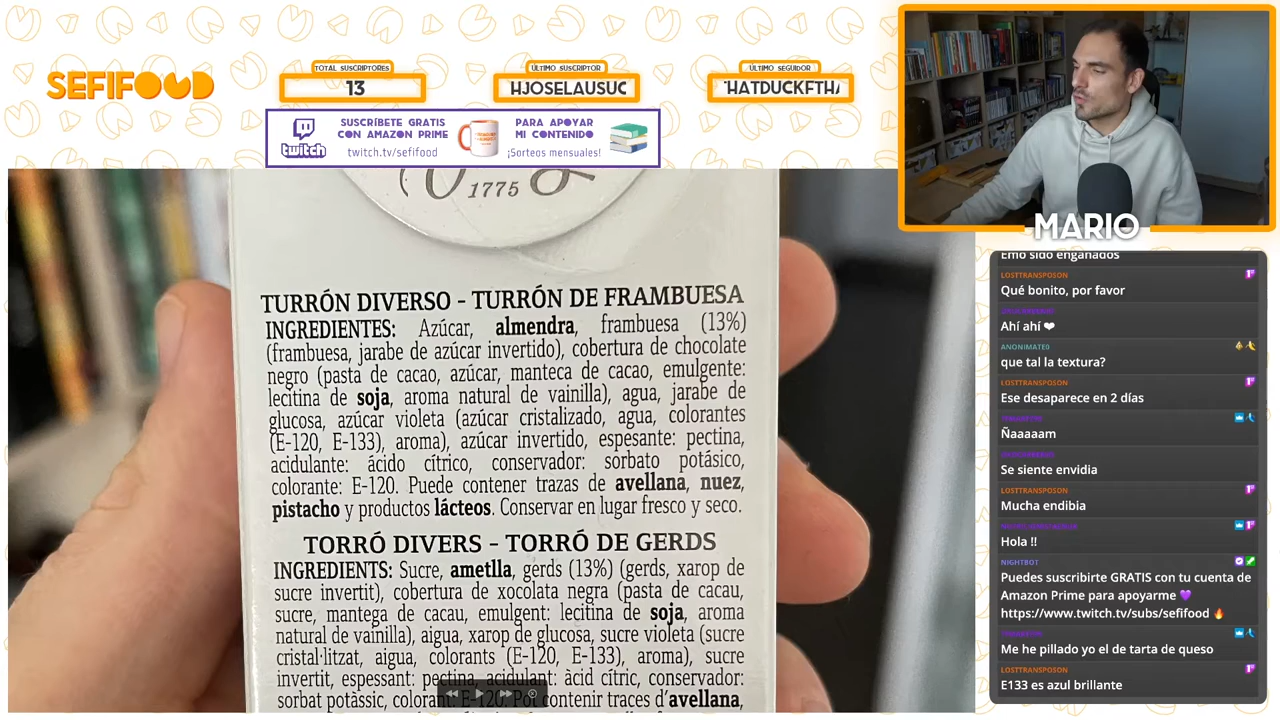 SEFIFOOD
TOTAL SUSCRIPTORES
13
ÚLTIMO SUSCRIPTOR
HJOSELAUSUC
ÚLTIMO SEGUIDOR
HATDUCKFTH
twitch
SUSCRÍBETE GRATIS
CON AMAZON PRIME
twitch.tv/sefifood
PARA APOYAR
MI CONTENIDO
¡Sorteos mensuales!
MARIO
1775
TURRÓN DIVERSO - TURRÓN DE FRAMBUESA
INGREDIENTES: Azúcar, almendra, frambuesa (13%)
(frambuesa, jarabe de azúcar invertido), cobertura de chocolate
negro (pasta de cacao, azúcar, manteca de cacao, emulgente:
lecitina de soja, aroma natural de vainilla), agua, jarabe de
glucosa, azúcar violeta (azúcar cristalizado, agua, colorantes
(E-120, E-133), aroma), azúcar invertido, espesante: pectina,
acidulante: ácido cítrico, conservador: sorbato potásico,
colorante: E-120. Puede contener trazas de avellana, nuez,
pistacho y productos lácteos. Conservar en lugar fresco y seco.
TORRÓ DIVERS - TORRÓ DE GERDS
INGREDIENTS: Sucre, ametlla, gerds (13%) (gerds, xarop de
sucre invertit), cobertura de xocolata negra (pasta de cacau,
sucre, mantega de cacau, emulgent: lecitina de soja, aroma
natural de vainilla), aigua, xarop de glucosa, sucre violeta (sucre
cristal·litzat, aigua, colorants (E-120, E-133), aroma), sucre
invertit, espessant: pectina, acidulant: àcid cítric, conservador:
sorbat potàssic, colorant: E-120. Pot contenir traces d'avellana,
Emo sido engañados
LOSTTRANSPOSON
Qué bonito, por favor
Ahí ahí ❤
ANONIMATE0
que tal la textura?
LOSTTRANSPOSON
Ese desaparece en 2 días
Ñaaaaam
Se siente envidia
LOSTTRANSPOSON
Mucha endibia
Hola !!
NIGHTBOT
Puedes suscribirte GRATIS con tu cuenta de
Amazon Prime para apoyarme 💜
https://www.twitch.tv/subs/sefifood 🔥
Me he pillado yo el de tarta de queso
LOSTTRANSPOSON
E133 es azul brillante